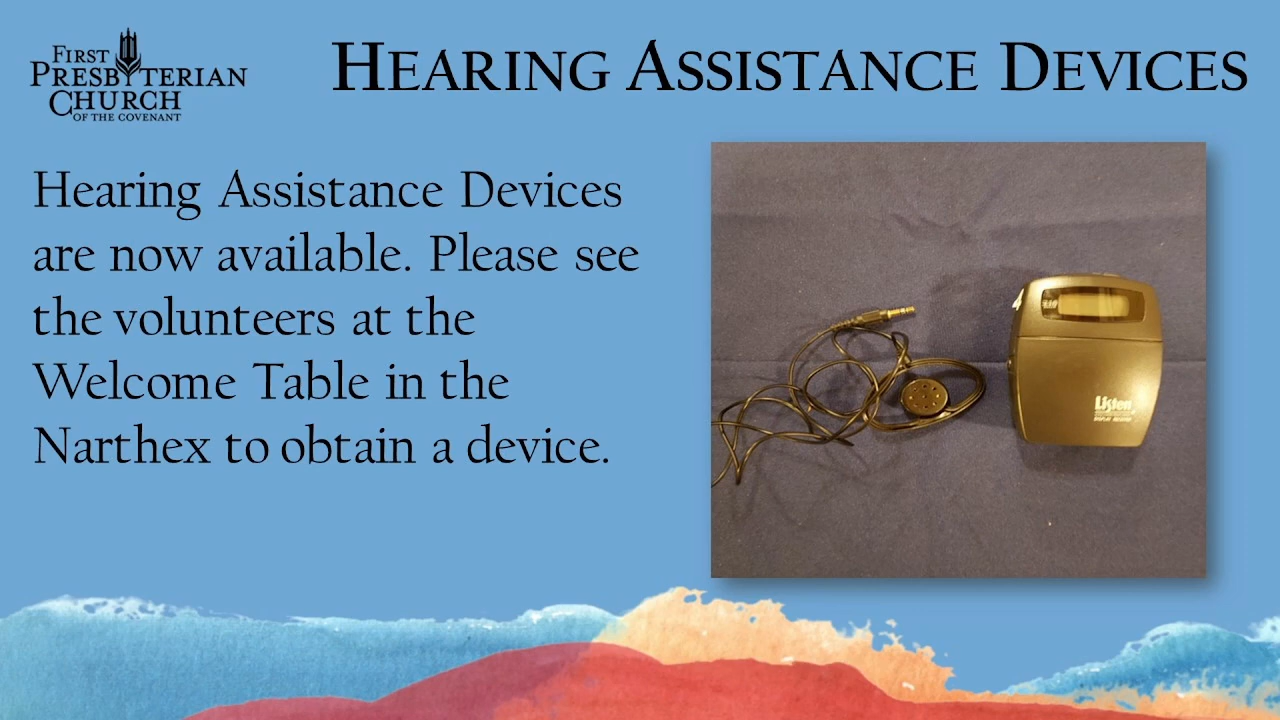 FIRST
PRESBYTERIAN
CHURCH
OF THE COVENANT
HEARING ASSISTANCE DEVICES
Hearing Assistance Devices
are now available. Please see
the volunteers at the
Welcome Table in the
Narthex to obtain a device.
Listen